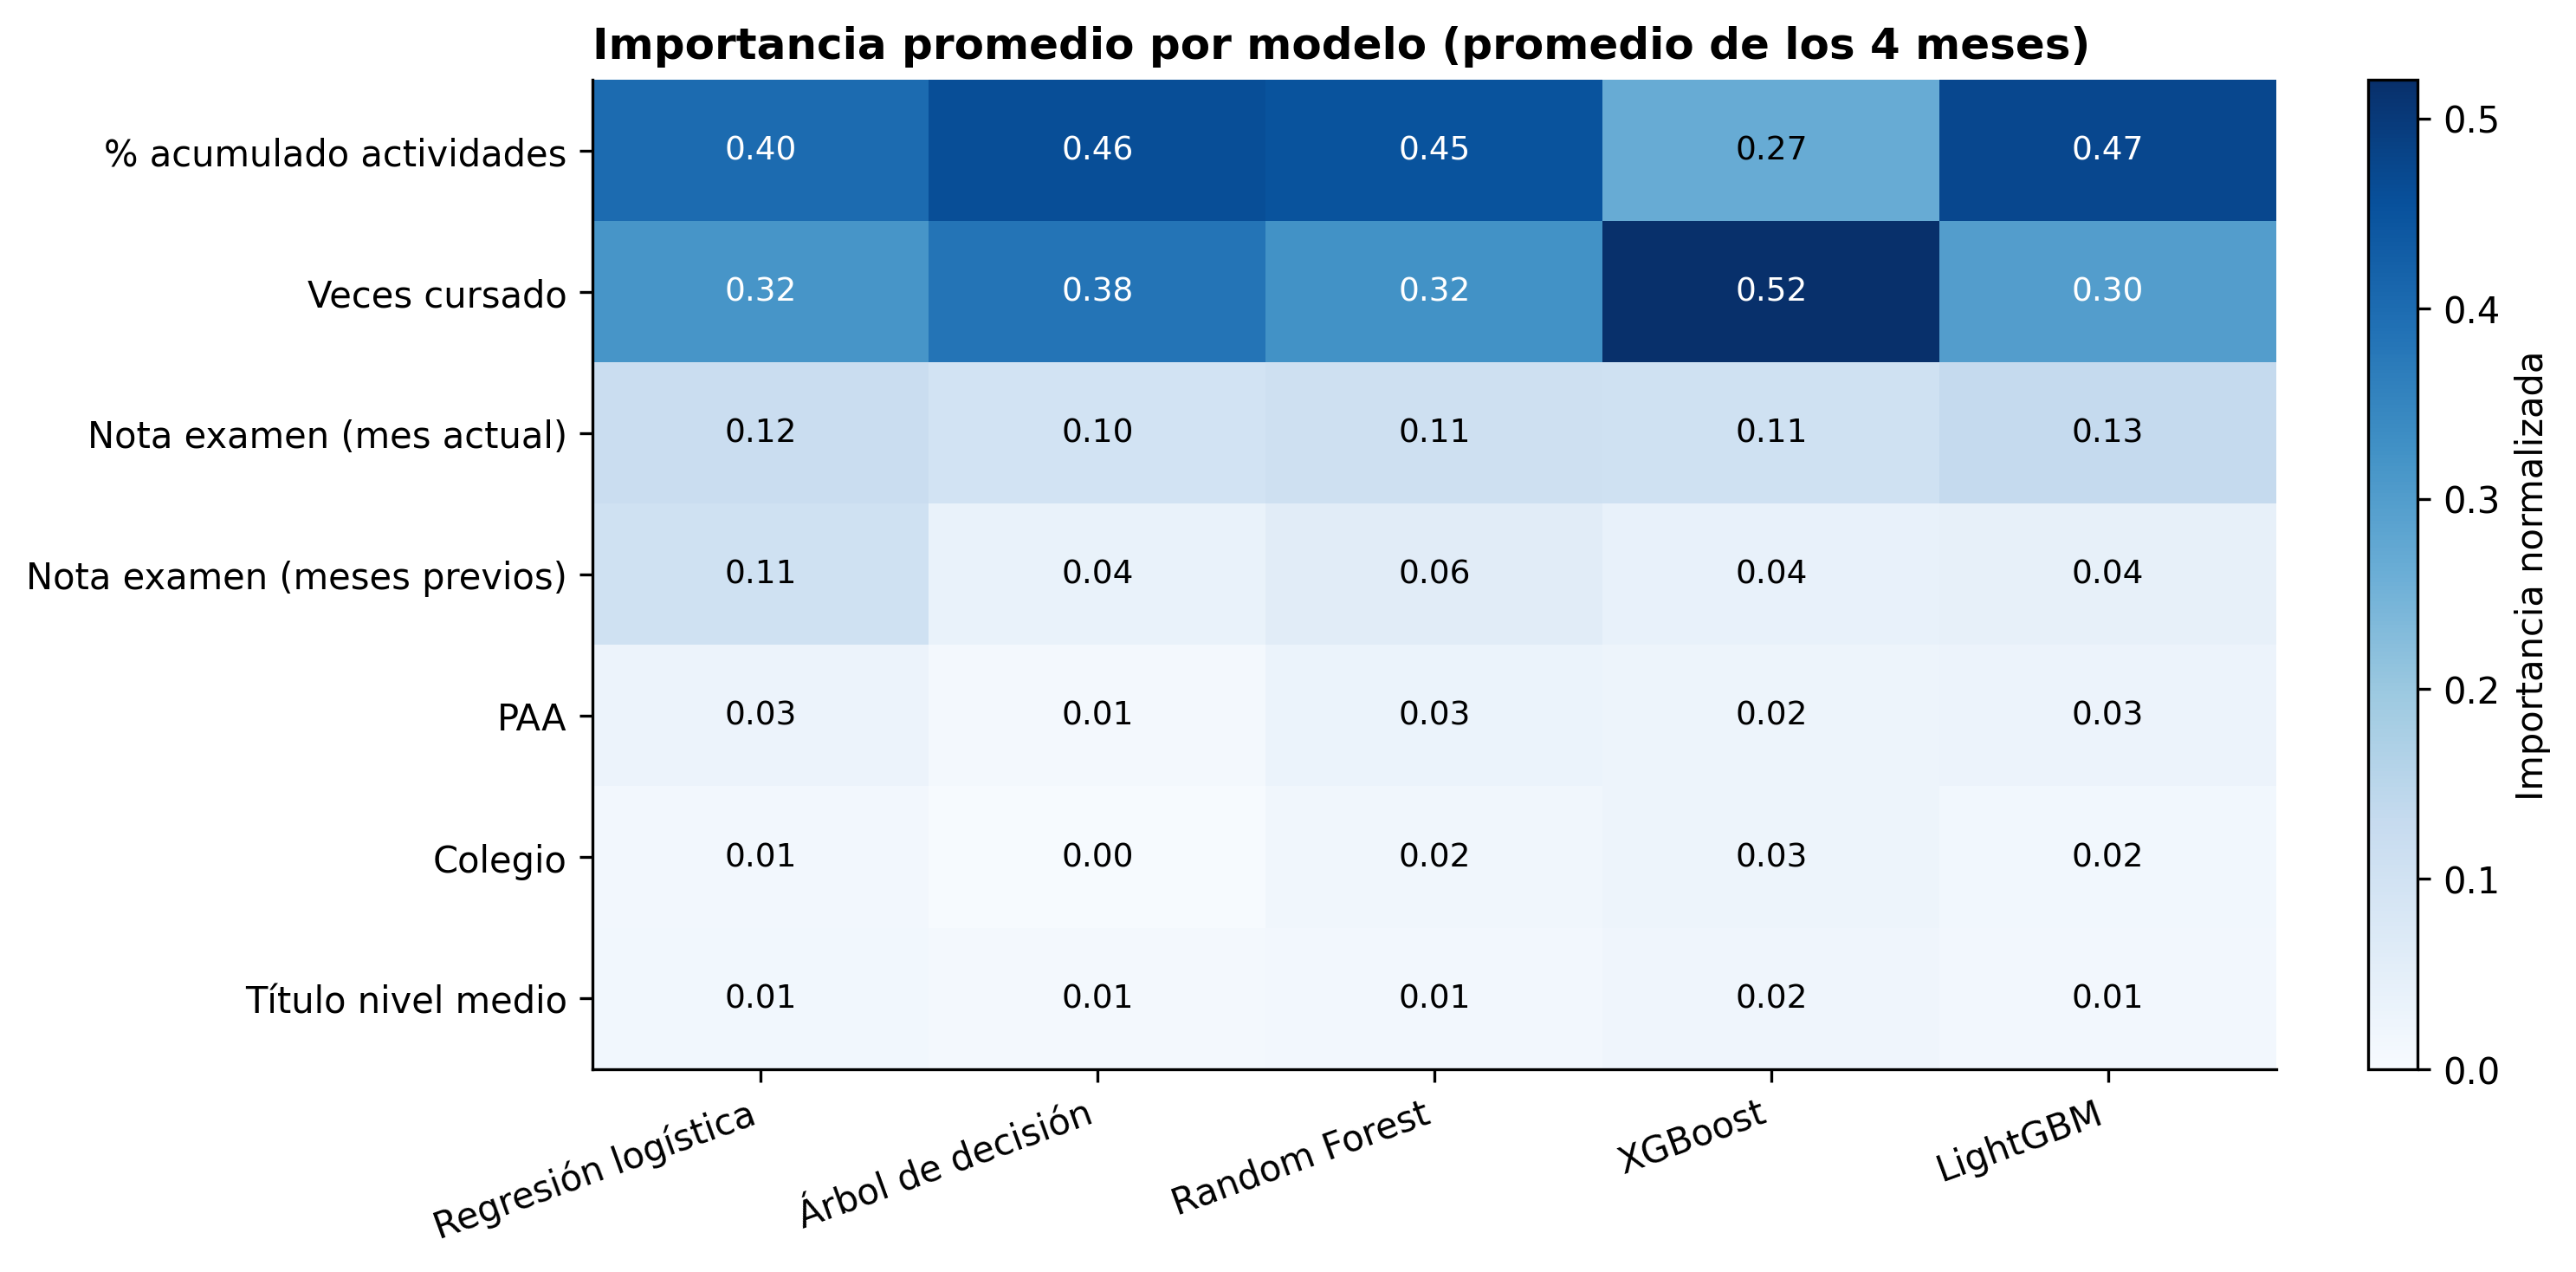 Importancia promedio por modelo (promedio de los 4 meses)
% acumulado actividades 0.40 0.46 0.45 0.27 0.47
Veces cursado 0.32 0.38 0.32 0.52 0.30
Nota examen (mes actual) 0.12 0.10 0.11 0.11 0.13
Nota examen (meses previos) 0.11 0.04 0.06 0.04 0.04
PAA 0.03 0.01 0.03 0.02 0.03
Colegio 0.01 0.00 0.02 0.03 0.02
Título nivel medio 0.01 0.01 0.01 0.02 0.01
Regresión logística
Árbol de decisión
Random Forest
XGBoost
LightGBM
0.5
0.4
0.3
0.2
0.1
0.0
Importancia normalizada